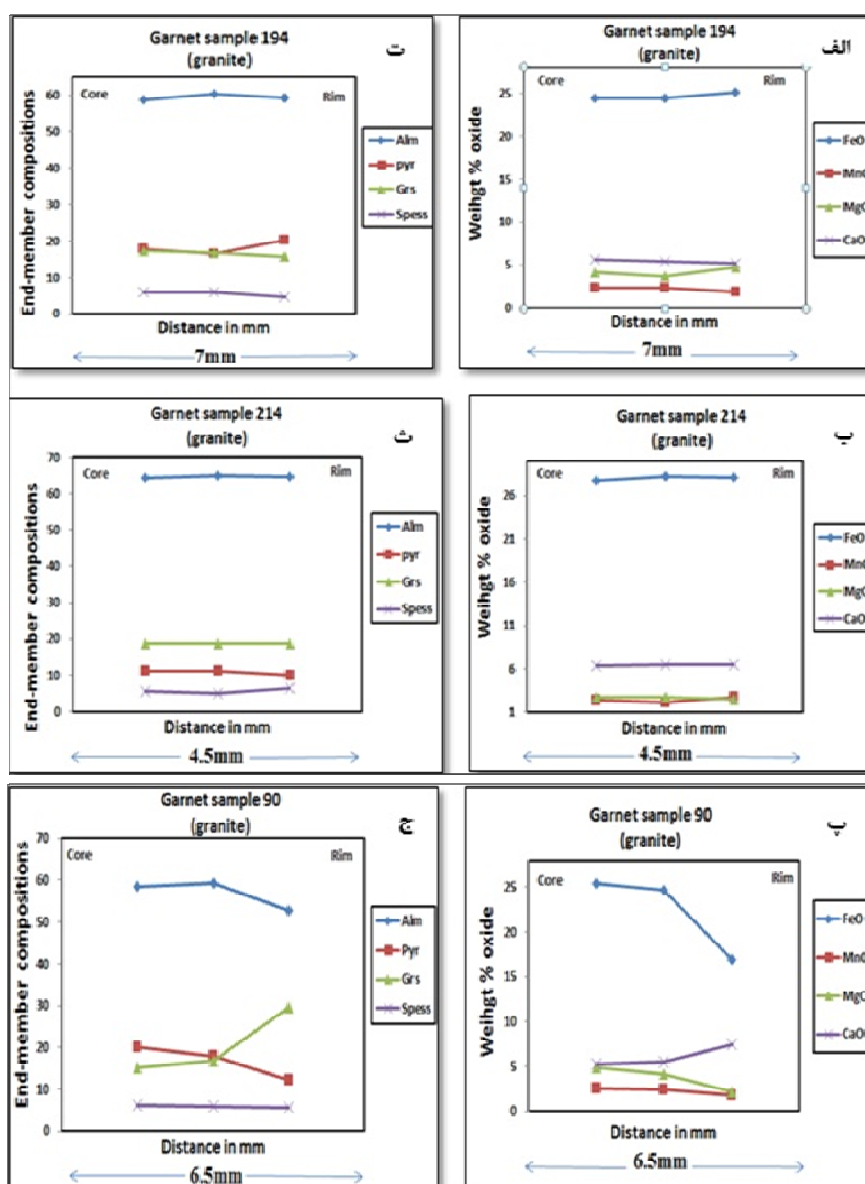 Garnet sample 194
(granite)
ت
End-member compositions
60
50
40
30
20
10
0
Core
Rim
Alm
pyr
Grs
Spess
Distance in mm
7mm
Garnet sample 194
(granite)
الف
Weihgt % oxide
25
20
15
10
5
0
Core
Rim
FeO
MnO
MgO
CaO
Distance in mm
7mm
Garnet sample 214
(granite)
ث
End-member compositions
70
60
50
40
30
20
10
0
Core
Rim
Alm
pyr
Grs
Spess
Distance in mm
4.5mm
Garnet sample 214
(granite)
ب
Weihgt % oxide
26
21
16
11
6
1
Core
Rim
FeO
MnO
MgO
CaO
Distance in mm
4.5mm
Garnet sample 90
(granite)
ج
End-member compositions
70
60
50
40
30
20
10
0
Core
Rim
Alm
Pyr
Grs
Spess
Distance in mm
6.5mm
Garnet sample 90
(granite)
پ
Weihgt % oxide
25
20
15
10
5
0
Core
Rim
FeO
MnO
MgO
CaO
Distance in mm
6.5mm